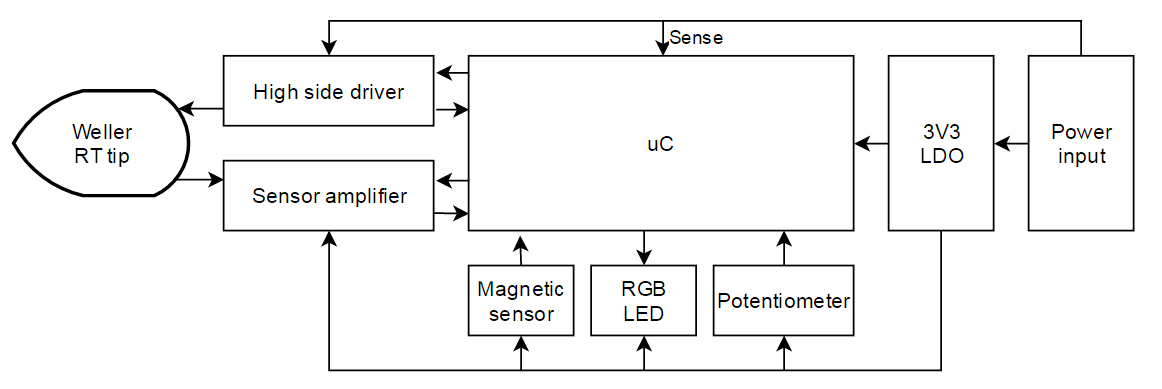 Sense
High side driver
Weller
RT tip
Sensor amplifier
uC
3V3
LDO
Power
input
Magnetic
sensor
RGB
LED
Potentiometer